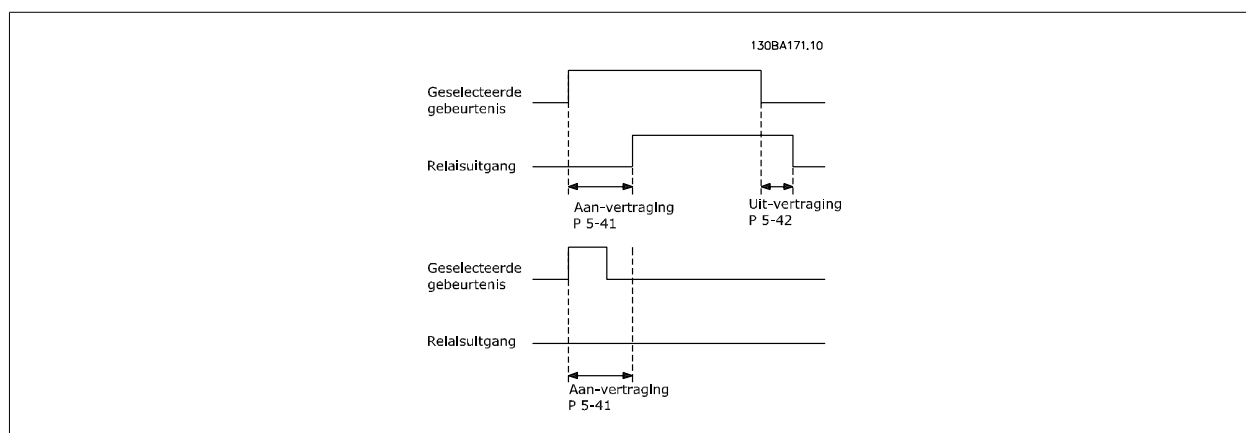 130BA171.10
Geselecteerde
gebeurtenis
Relaisuitgang
Aan-vertraging
P 5-41
Uit-vertraging
P 5-42
Geselecteerde
gebeurtenis
Relaisuitgang
Aan-vertraging
P 5-41